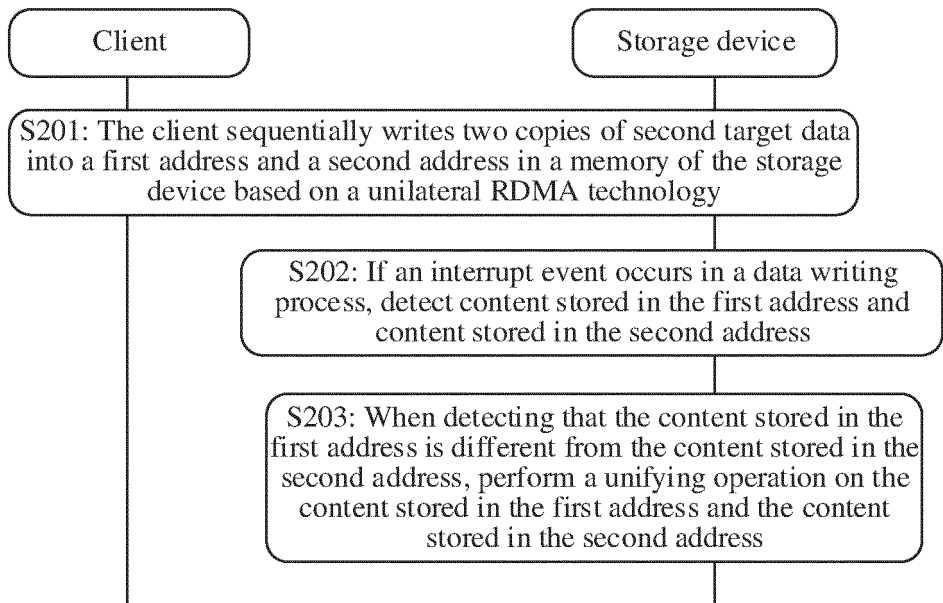 Client
Storage device
S201: The client sequentially writes two copies of second target data
into a first address and a second address in a memory of the storage
device based on a unilateral RDMA technology
S202: If an interrupt event occurs in a data writing
process, detect content stored in the first address and
content stored in the second address
S203: When detecting that the content stored in the
first address is different from the content stored in the
second address, perform a unifying operation on the
content stored in the first address and the content
stored in the second address